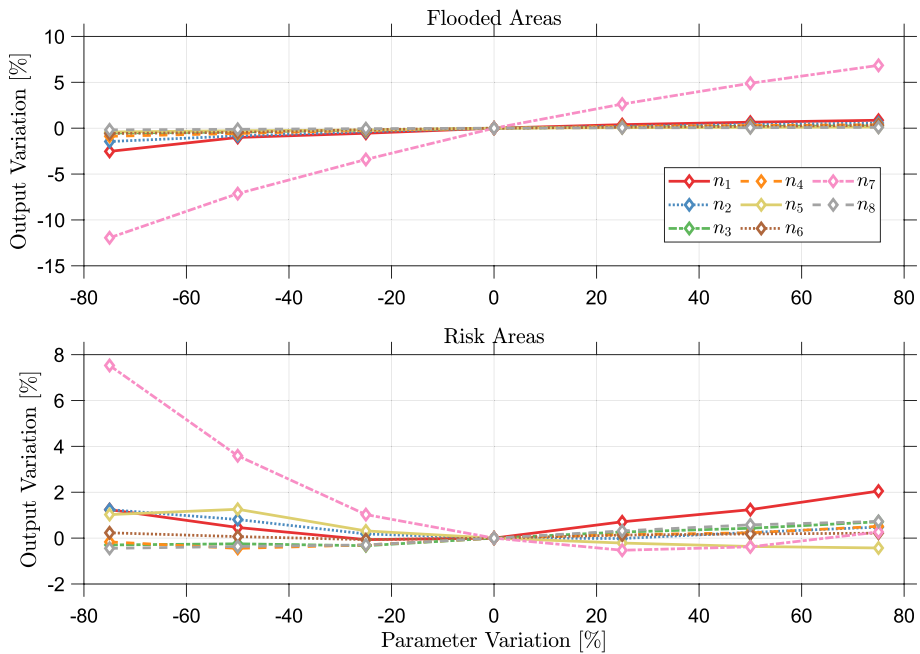 Flooded Areas
Output Variation [%]
10
5
0
-5
-10
-15
-80 -60 -40 -20 0 20 40 60 80
n1 n4 n7
n2 n5 n8
n3 n6
Risk Areas
Output Variation [%]
8
6
4
2
0
-2
-80 -60 -40 -20 0 20 40 60 80
Parameter Variation [%]